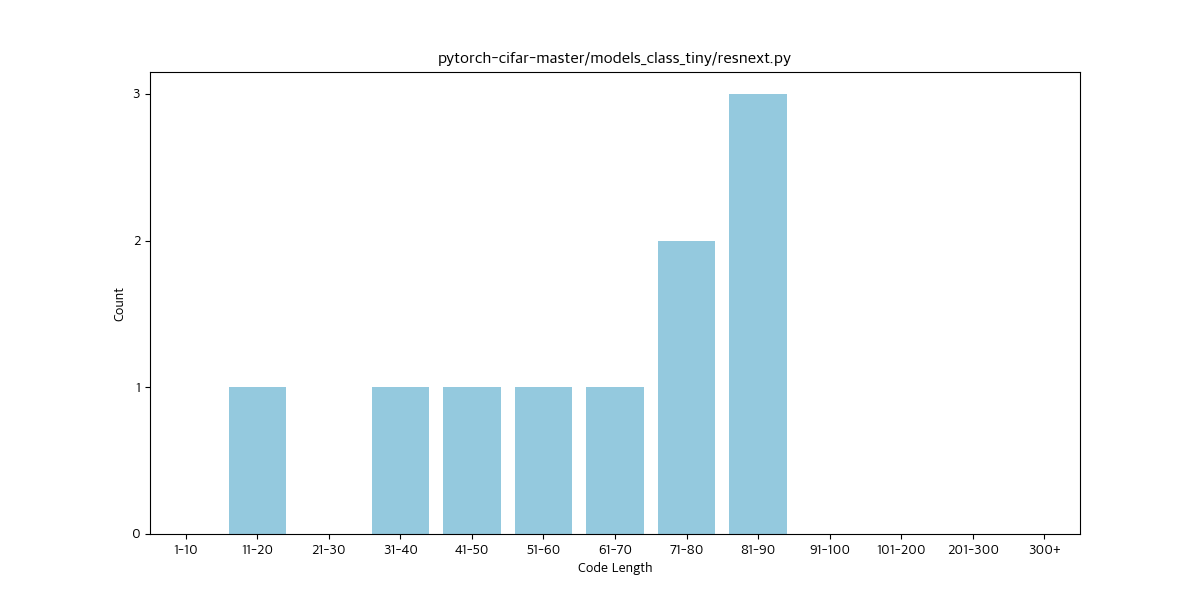 pytorch-cifar-master/models_class_tiny/resnext.py
Count
3
2
1
0
1-10 11-20 21-30 31-40 41-50 51-60 61-70 71-80 81-90 91-100 101-200 201-300 300+
Code Length